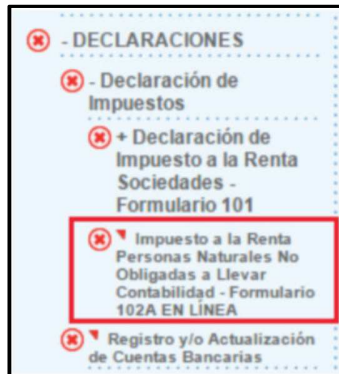 - DECLARACIONES
- Declaración de
Impuestos
+ Declaración de
Impuesto a la Renta
Sociedades -
Formulario 101
Impuesto a la Renta
Personas Naturales No
Obligadas a Llevar
Contabilidad - Formulario
102A EN LÍNEA
Registro y/o Actualización
de Cuentas Bancarias